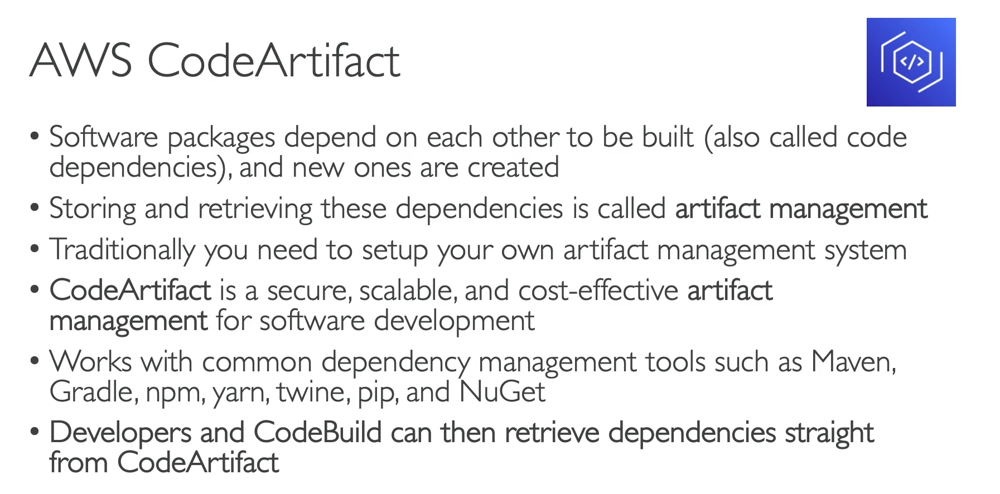 AWS CodeArtifact
</>
• Software packages depend on each other to be built (also called code
dependencies), and new ones are created
• Storing and retrieving these dependencies is called artifact management
• Traditionally you need to setup your own artifact management system
• CodeArtifact is a secure, scalable, and cost-effective artifact
management for software development
• Works with common dependency management tools such as Maven,
Gradle, npm, yarn, twine, pip, and NuGet
• Developers and CodeBuild can then retrieve dependencies straight
from CodeArtifact